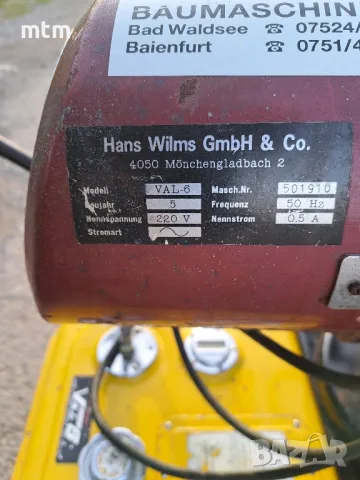 BAUMASCHIN
Bad Waldsee ☎ 07524/
Baienfurt ☎ 0751/4
mtm
Hans Wilms GmbH & Co.
4050 Mönchengladbach 2
Modell VAL-6 Masch.Nr. 501910
Baujahr 5 Frequenz 50 Hz
Nennspannung 220 V Nennstrom 0,5 A
Stromart ~
BAZAR